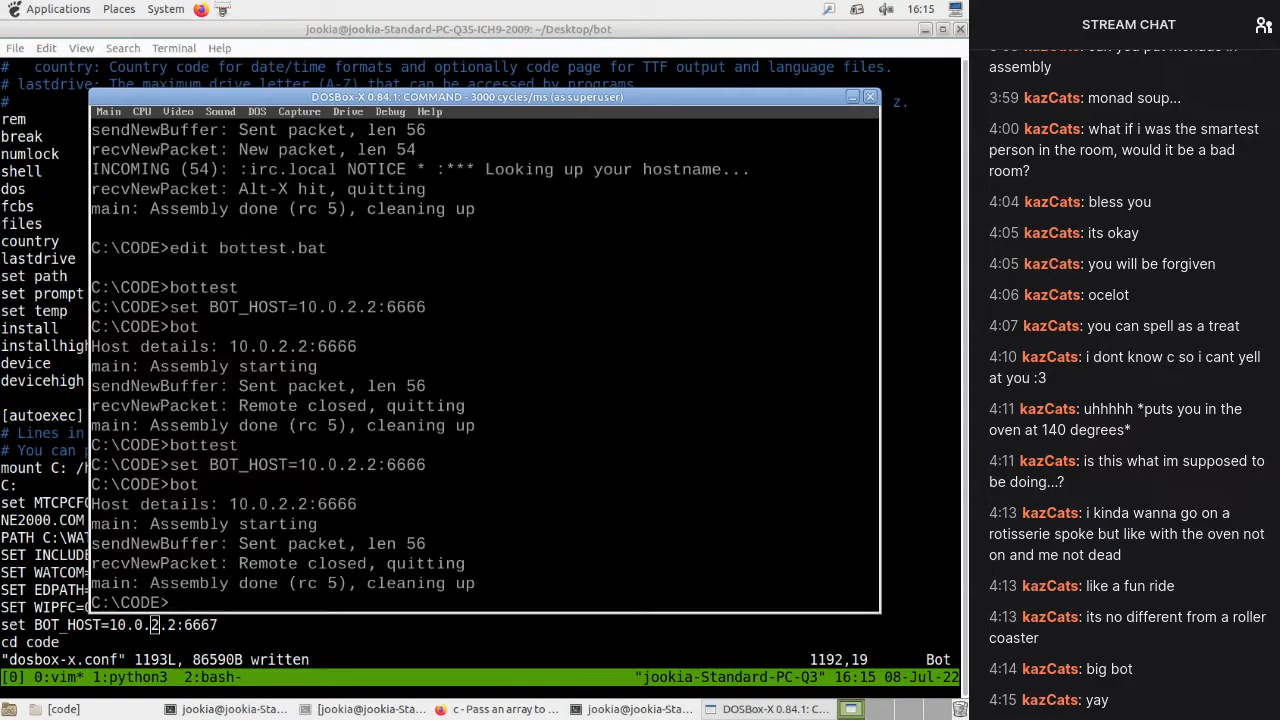 Applications Places System 16:15
jookia@jookia-Standard-PC-Q35-ICH9-2009: ~/Desktop/bot
File Edit View Search Terminal Help
# country: Country code for date/time formats and optionally code page for TTF output and language files.
# lastdrive: The maximum drive letter (A-Z) that can be accessed by programs.
# z.
rem
break
numlock
shell
dos
fcbs
files
country
lastdrive
set path
set prompt
set temp
install
installhigh
device
devicehigh
[autoexec]
# Lines in
# You can p
mount C: /h
C:
set MTCPCFG
NE2000.COM
PATH C:\WAT
SET INCLUDE
SET WATCOM=
SET EDPATH=
SET WIPFC=C
set BOT_HOST=10.0.2.2:6667
cd code
"dosbox-x.conf" 1193L, 86590B written 1192,19 Bot
[0] 0:vim* 1:python3 2:bash- "jookia-Standard-PC-Q3" 16:15 08-Jul-22
DOSBox-X 0.84.1: COMMAND - 3000 cycles/ms (as superuser)
Main CPU Video Sound DOS Capture Drive Debug Help
sendNewBuffer: Sent packet, len 56
recvNewPacket: New packet, len 54
INCOMING (54): :irc.local NOTICE * :*** Looking up your hostname...
recvNewPacket: Alt-X hit, quitting
main: Assembly done (rc 5), cleaning up
C:\CODE>edit bottest.bat
C:\CODE>bottest
C:\CODE>set BOT_HOST=10.0.2.2:6666
C:\CODE>bot
Host details: 10.0.2.2:6666
main: Assembly starting
sendNewBuffer: Sent packet, len 56
recvNewPacket: Remote closed, quitting
main: Assembly done (rc 5), cleaning up
C:\CODE>bottest
C:\CODE>set BOT_HOST=10.0.2.2:6666
C:\CODE>bot
Host details: 10.0.2.2:6666
main: Assembly starting
sendNewBuffer: Sent packet, len 56
recvNewPacket: Remote closed, quitting
main: Assembly done (rc 5), cleaning up
C:\CODE>
[code] jookia@jookia-Sta... [jookia@jookia-Sta... c - Pass an array to ... jookia@jookia-Sta... DOSBox-X 0.84.1: C...
STREAM CHAT
assembly
3:59 kazCats: monad soup...
4:00 kazCats: what if i was the smartest
person in the room, would it be a bad
room?
4:04 kazCats: bless you
4:05 kazCats: its okay
4:05 kazCats: you will be forgiven
4:06 kazCats: ocelot
4:07 kazCats: you can spell as a treat
4:10 kazCats: i dont know c so i cant yell
at you :3
4:11 kazCats: uhhhhh *puts you in the
oven at 140 degrees*
4:11 kazCats: is this what im supposed to
be doing...?
4:13 kazCats: i kinda wanna go on a
rotisserie spoke but like with the oven not
on and me not dead
4:13 kazCats: like a fun ride
4:13 kazCats: its no different from a roller
coaster
4:14 kazCats: big bot
4:15 kazCats: yay